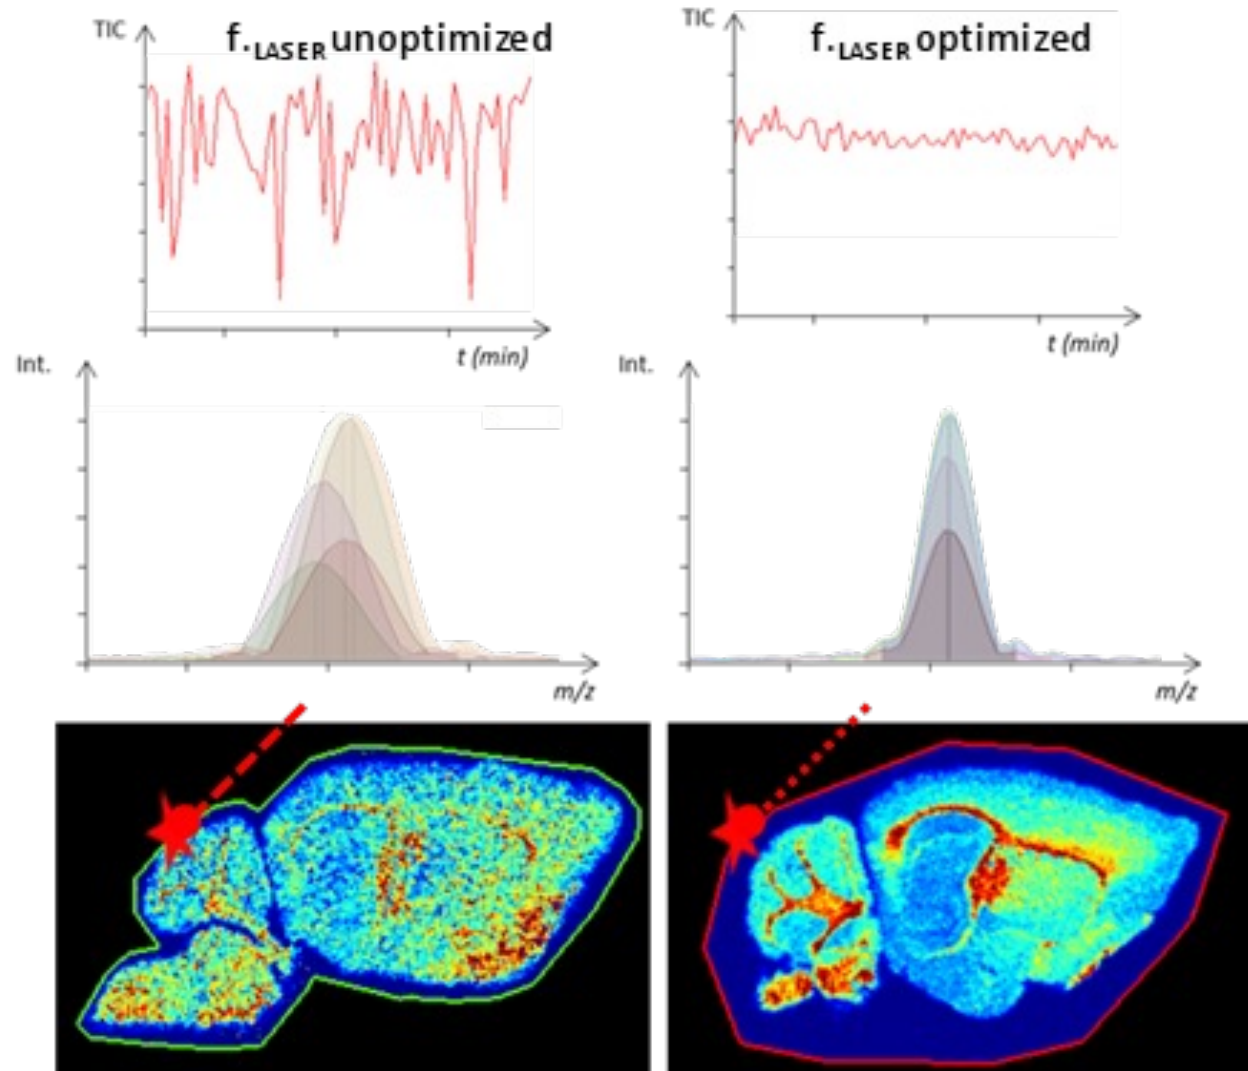 TIC
f.LASER unoptimized
t (min)
TIC
f.LASER optimized
t (min)
Int.
m/z
Int.
m/z